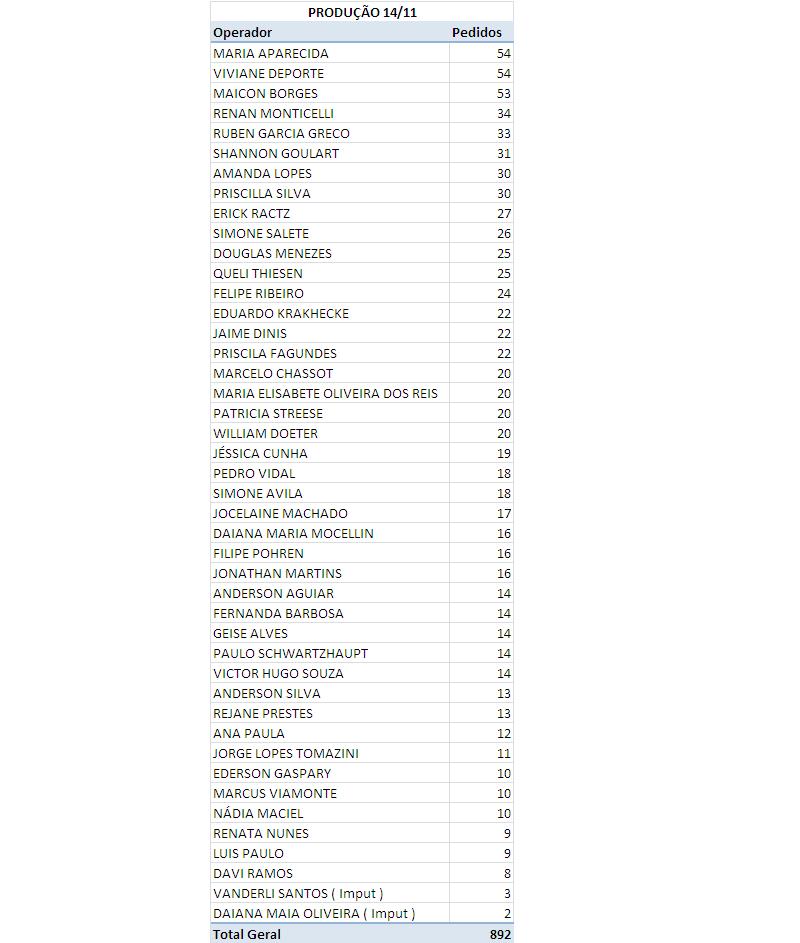 PRODUÇÃO 14/11
Operador Pedidos
MARIA APARECIDA 54
VIVIANE DEPORTE 54
MAICON BORGES 53
RENAN MONTICELLI 34
RUBEN GARCIA GRECO 33
SHANNON GOULART 31
AMANDA LOPES 30
PRISCILLA SILVA 30
ERICK RACTZ 27
SIMONE SALETE 26
DOUGLAS MENEZES 25
QUELI THIESEN 25
FELIPE RIBEIRO 24
EDUARDO KRAKHECKE 22
JAIME DINIS 22
PRISCILA FAGUNDES 22
MARCELO CHASSOT 20
MARIA ELISABETE OLIVEIRA DOS REIS 20
PATRICIA STREESE 20
WILLIAM DOETER 20
JÉSSICA CUNHA 19
PEDRO VIDAL 18
SIMONE AVILA 18
JOCELAINE MACHADO 17
DAIANA MARIA MOCELLIN 16
FILIPE POHREN 16
JONATHAN MARTINS 16
ANDERSON AGUIAR 14
FERNANDA BARBOSA 14
GEISE ALVES 14
PAULO SCHWARTZHAUPT 14
VICTOR HUGO SOUZA 14
ANDERSON SILVA 13
REJANE PRESTES 13
ANA PAULA 12
JORGE LOPES TOMAZINI 11
EDERSON GASPARY 10
MARCUS VIAMONTE 10
NÁDIA MACIEL 10
RENATA NUNES 9
LUIS PAULO 9
DAVI RAMOS 8
VANDERLI SANTOS ( Imput ) 3
DAIANA MAIA OLIVEIRA ( Imput ) 2
Total Geral 892